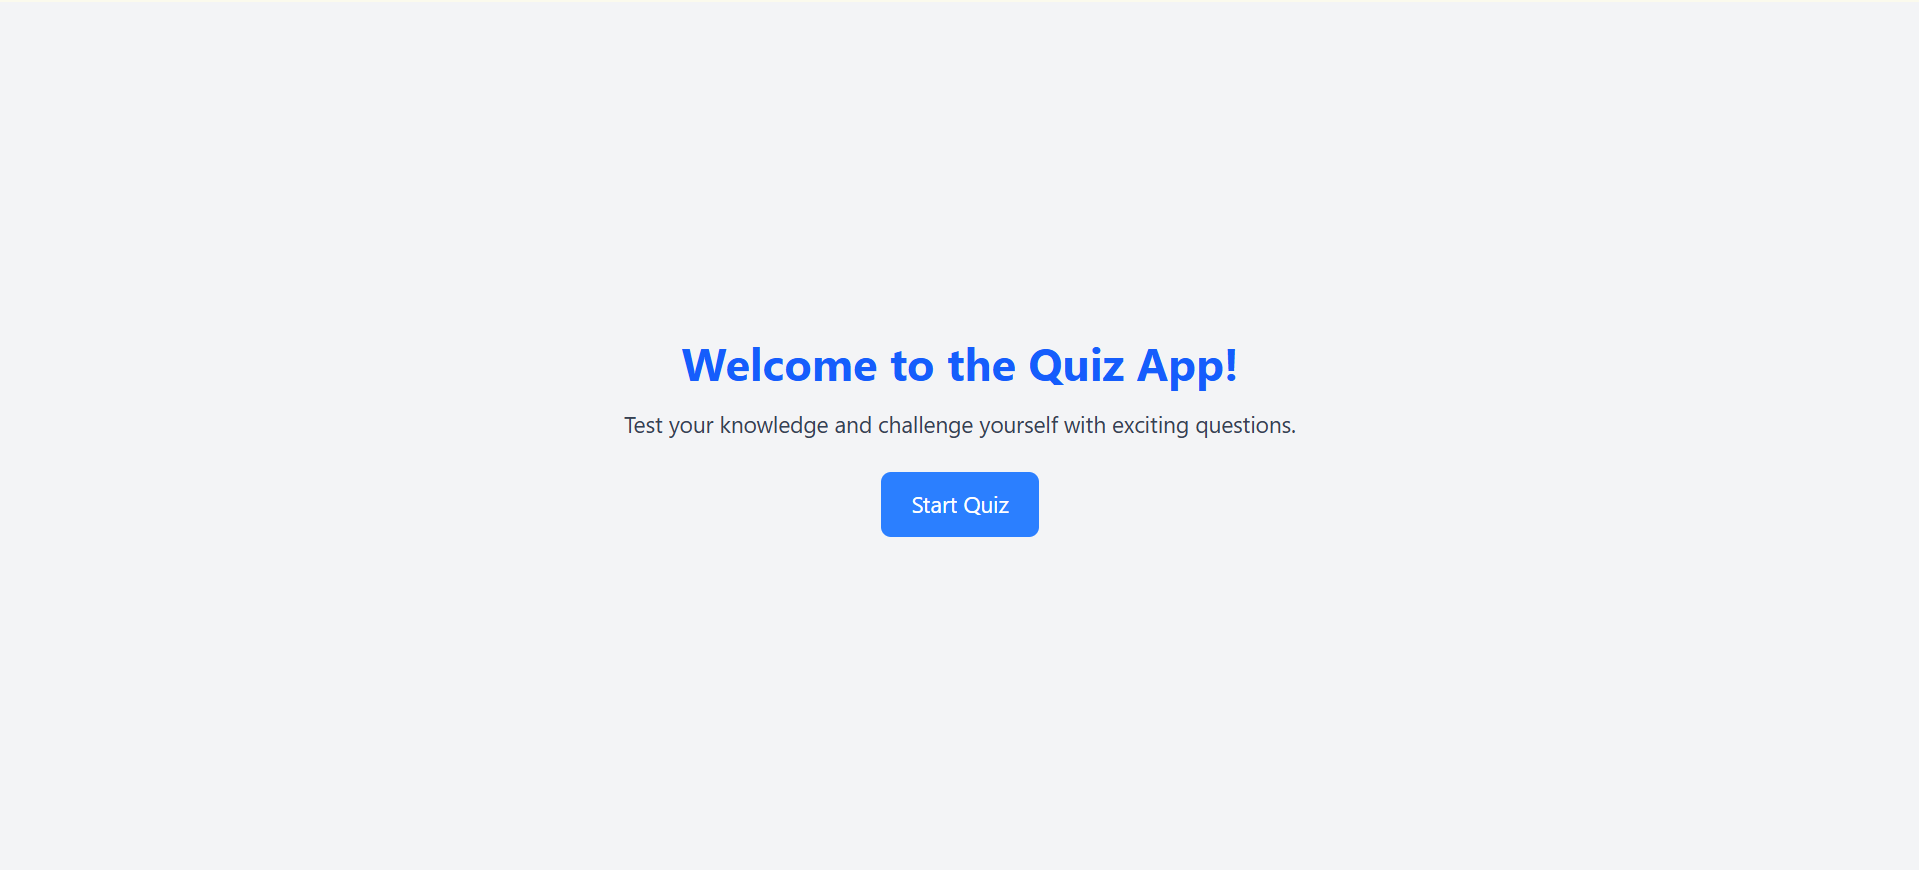 Welcome to the Quiz App!
Test your knowledge and challenge yourself with exciting questions.
Start Quiz